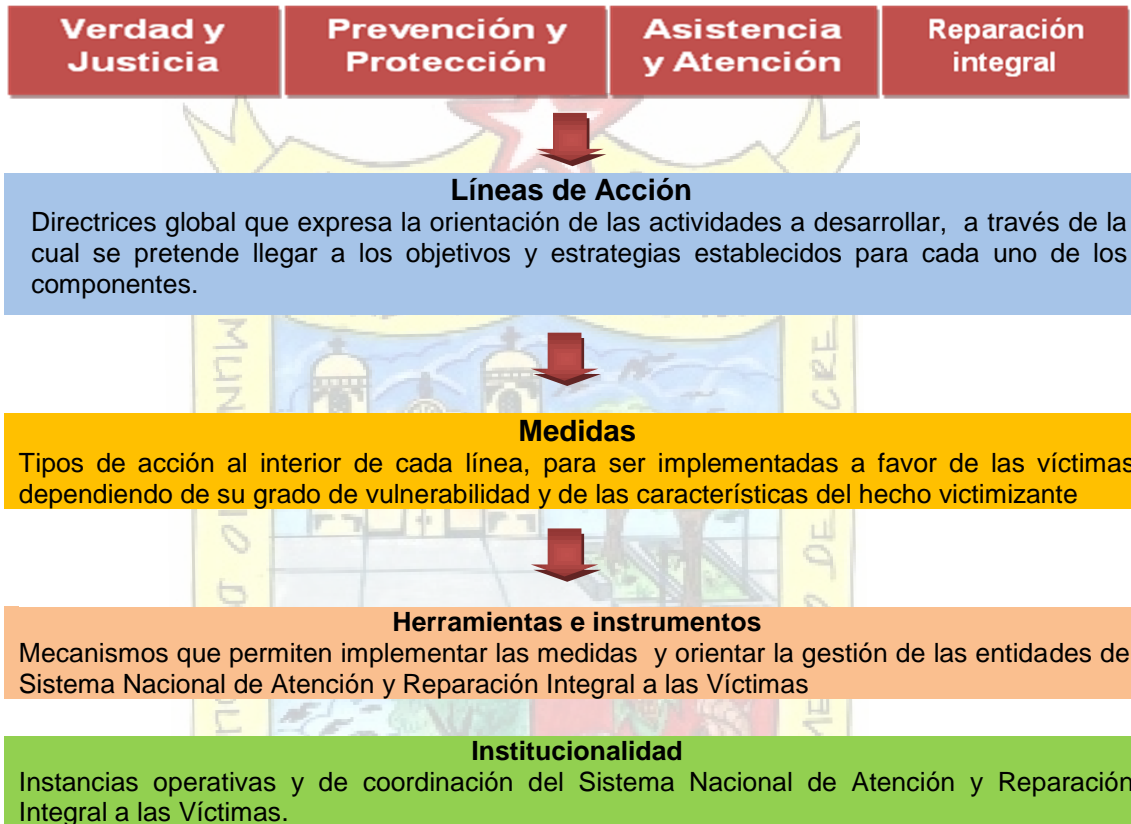 Verdad y
Justicia
Prevención y
Protección
Asistencia
y Atención
Reparación
integral
Líneas de Acción
Directrices global que expresa la orientación de las actividades a desarrollar, a través de la
cual se pretende llegar a los objetivos y estrategias establecidos para cada uno de los
componentes.
Medidas
Tipos de acción al interior de cada línea, para ser implementadas a favor de las víctimas
dependiendo de su grado de vulnerabilidad y de las características del hecho victimizante
Herramientas e instrumentos
Mecanismos que permiten implementar las medidas y orientar la gestión de las entidades de
Sistema Nacional de Atención y Reparación Integral a las Víctimas
Institucionalidad
Instancias operativas y de coordinación del Sistema Nacional de Atención y Reparación
Integral a las Víctimas.